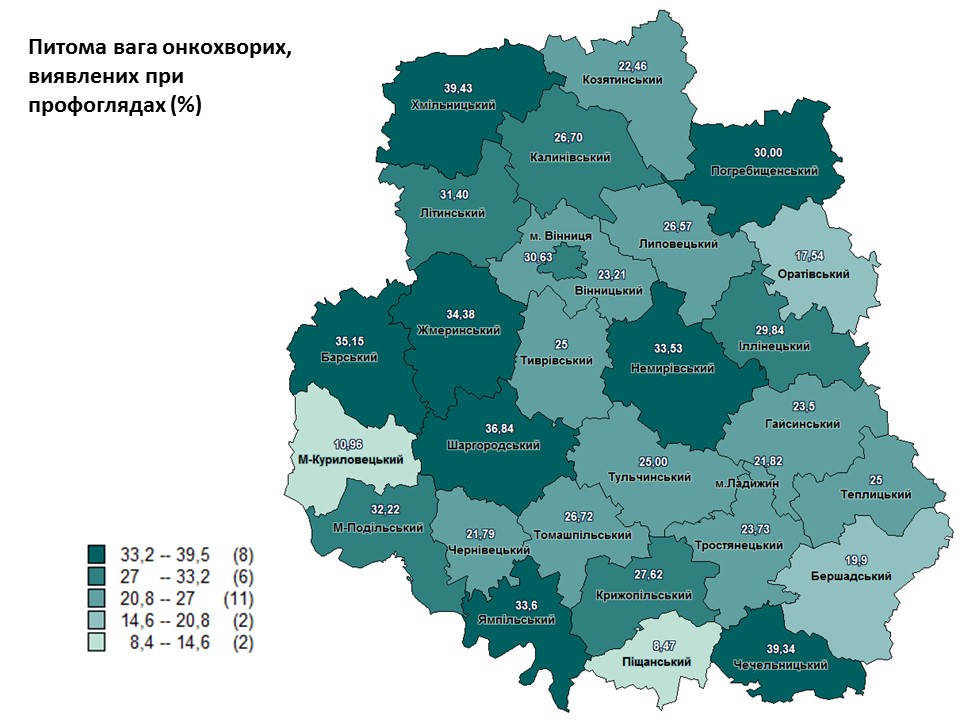 Питома вага онкохворих,
виявлених при
профоглядах (%)
22,46
Козятинський
39,43
Хмільницький
26,70
Калинівський
30,00
Погребищенський
31,40
Літинський
26,57
Липовецький
м. Вінниця
30,63
23,21
Вінницький
17,54
Оратівський
34,38
Жмеринський
35,15
Барський
25
Тиврівський
33,53
Немирівський
29,84
Іллінецький
23,5
Гайсинський
36,84
Шаргородський
10,96
М-Куриловецький
25,00
Тульчинський
21,82
м.Ладижин
25
Теплицький
32,22
М-Подільський
21,79
Чернівецький
26,72
Томашпільський
23,73
Тростянецький
19,9
Бершадський
27,62
Крижопільський
33,6
Ямпільський
8,47
Піщанський
39,34
Чечельницький
33,2 -- 39,5 (8)
27 -- 33,2 (6)
20,8 -- 27 (11)
14,6 -- 20,8 (2)
8,4 -- 14,6 (2)